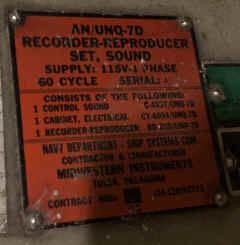 AN/UNQ-7D
RECORDER-REPRODUCER
SET, SOUND
SUPPLY: 115V-1 PHASE
60 CYCLE SERIAL:
CONSISTS OF THE FOLLOWING:
1 CONTROL SOUND
1 CABINET, ELECTRICAL
1 RECORDER-REPRODUCER
NAVY DEPARTMENT - SHIP SYSTEMS COM.
CONTRACTOR & MANUFACTURER
MIDWESTERN INSTRUMENTS
TULSA, OKLAHOMA
CONTRACT